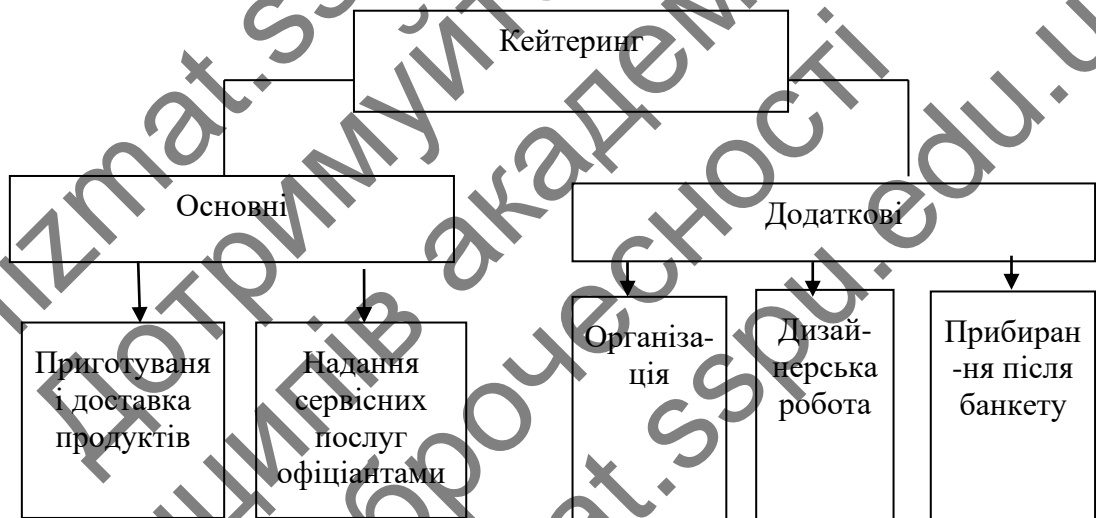 Кейтеринг
Основні
Додаткові
Приготуваня
і доставка
продуктів
Надання
сервісних
послуг
офіціантами
Організа-
ція
Дизай-
нерська
робота
Прибиран
-ня після
банкету